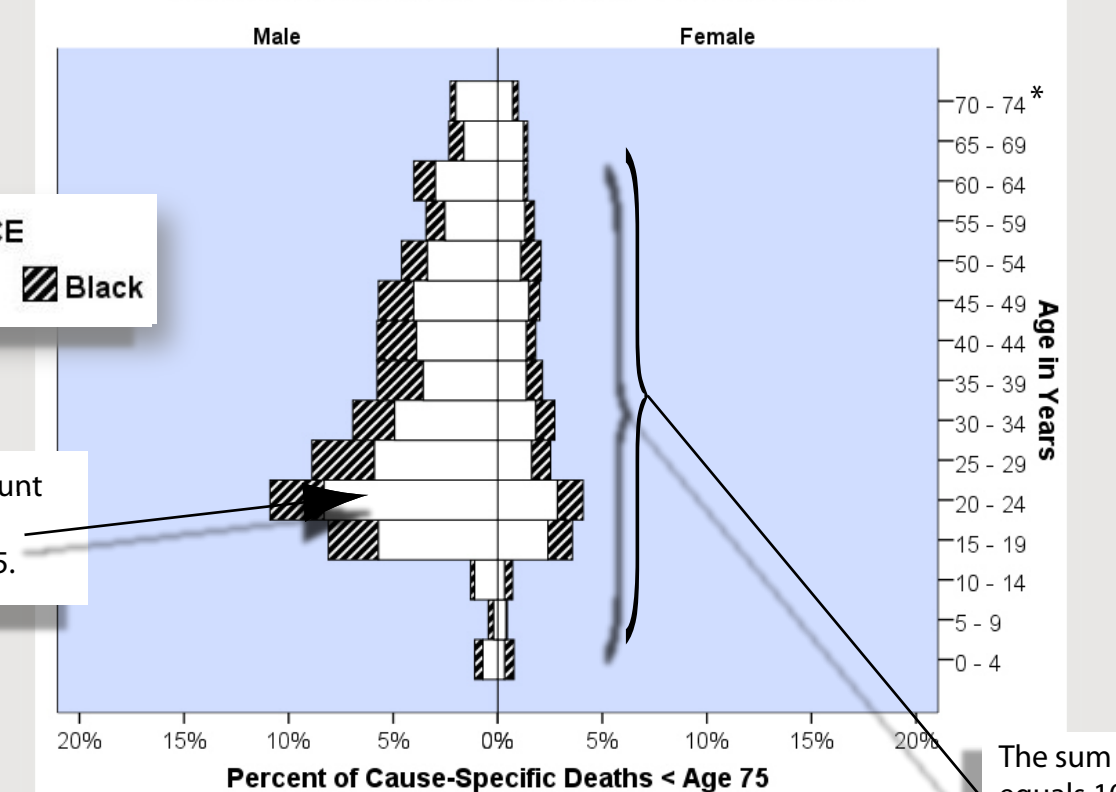 Male
Female
70 - 74 *
65 - 69
60 - 64
55 - 59
50 - 54
45 - 49
40 - 44
35 - 39
30 - 34
25 - 29
20 - 24
15 - 19
10 - 14
5 - 9
0 - 4
Age in Years
CE
Black
unt
5.
20% 15% 10% 5% 0% 5% 10% 15% 20%
Percent of Cause-Specific Deaths < Age 75
The sum
equals